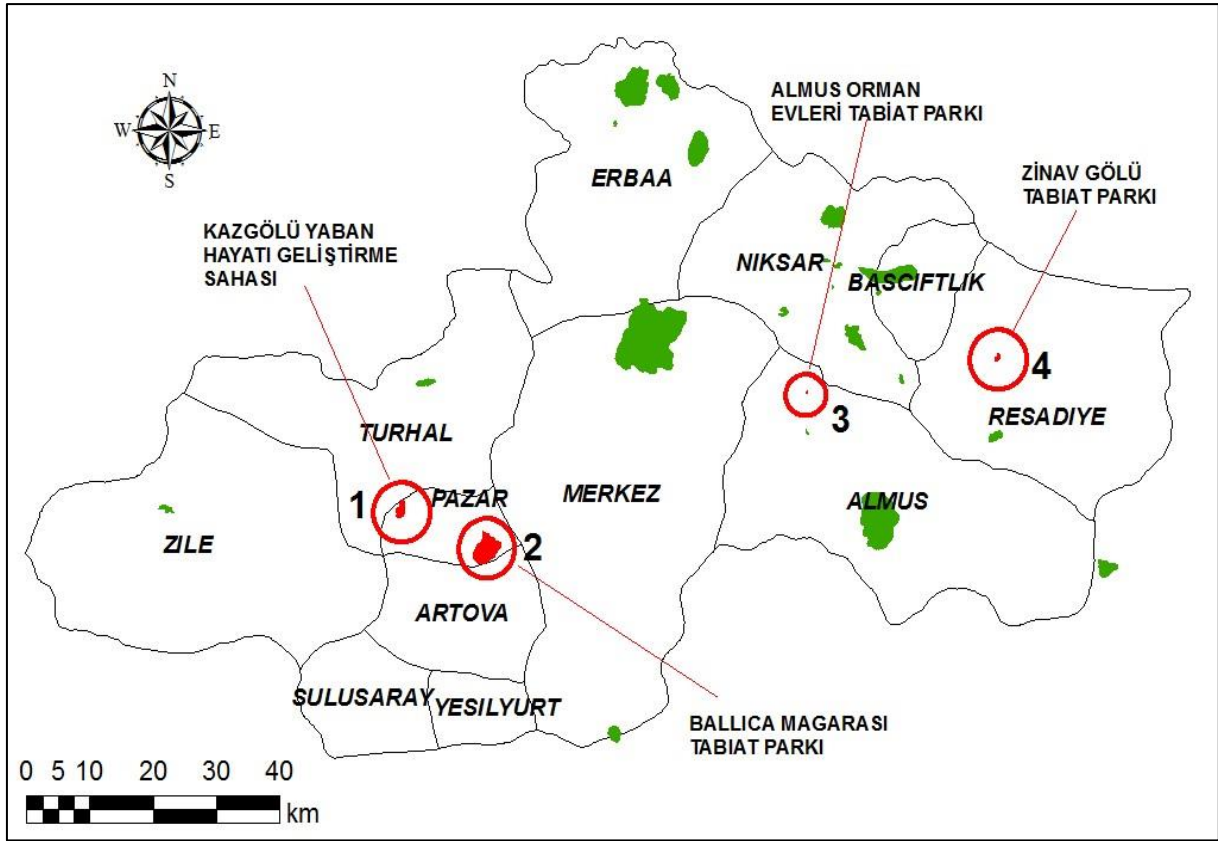 N
W
E
S
ALMUS ORMAN
EVLERİ TABİAT PARKI
ZİNAV GÖLÜ
TABIAT PARKI
KAZGÖLÜ YABAN
HAYATI GELİŞTİRME
SAHASI
ERBAA
NIKSAR
BASCIFTLIK
4
3
RESADIYE
TURHAL
1
PAZAR
MERKEZ
ALMUS
ZILE
2
ARTOVA
SULUSARAY
YESILYURT
BALLICA MAGARASI
TABİAT PARKI
0 5 10 20 30 40
km